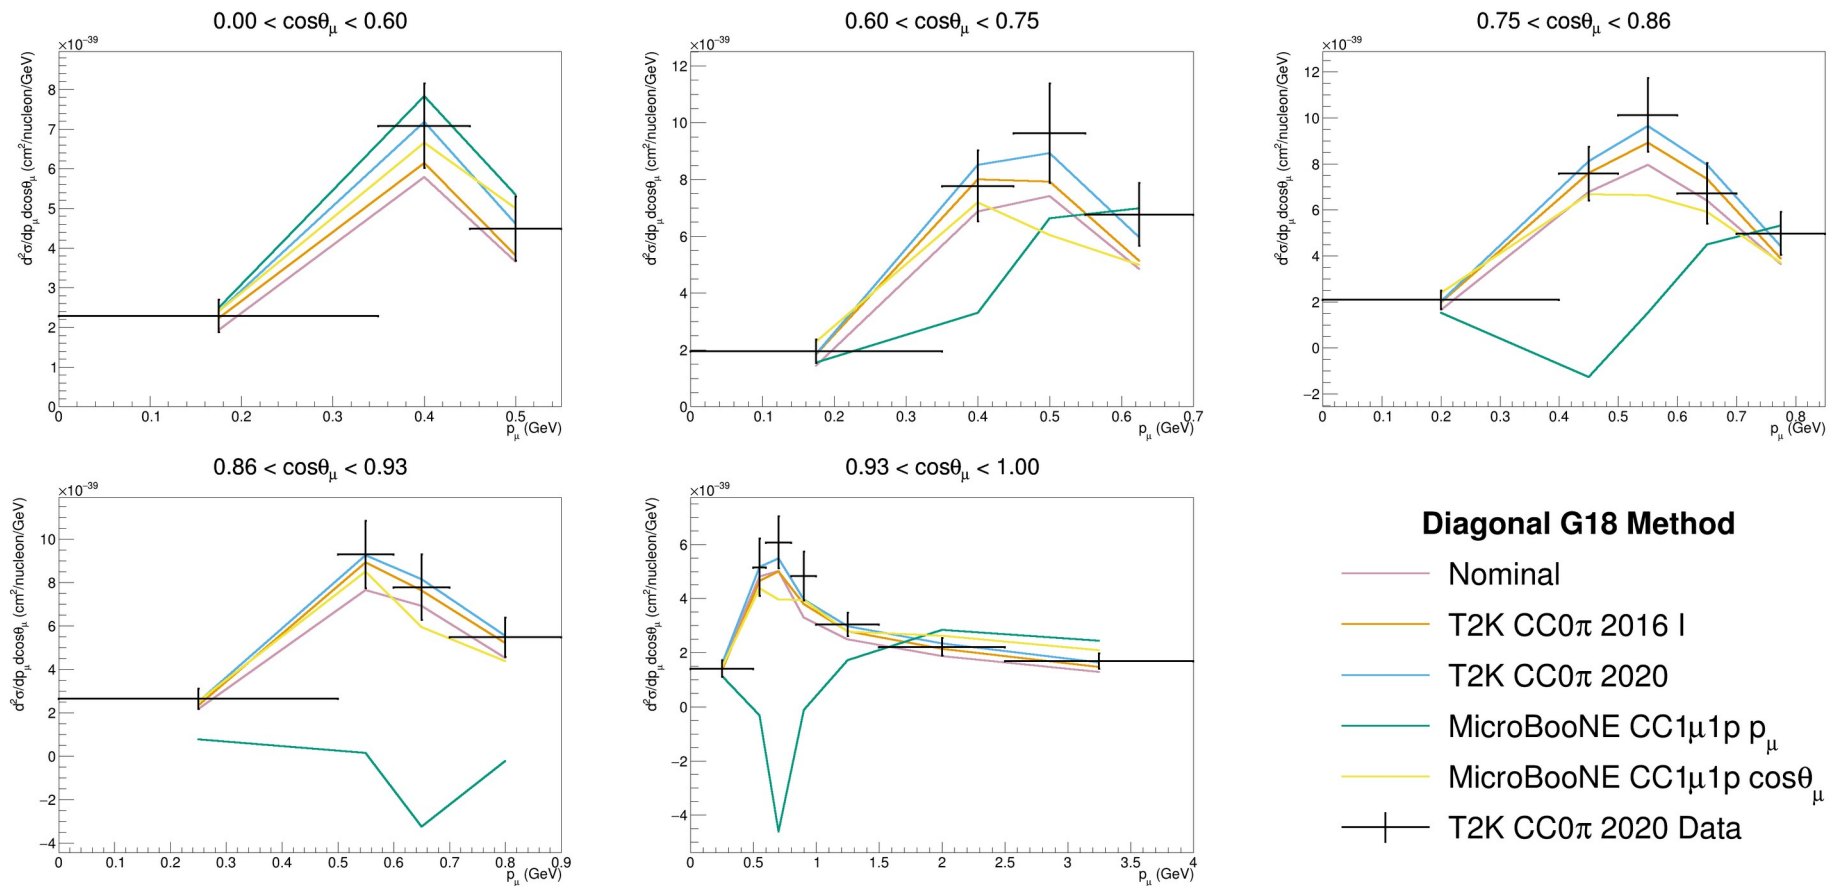 0.00 < cosθμ < 0.60
×10⁻³⁹
d²σ/dpμ dcosθμ (cm²/nucleon/GeV)
8
7
6
5
4
3
2
1
0
0 0.1 0.2 0.3 0.4 0.5
pμ (GeV)
0.60 < cosθμ < 0.75
×10⁻³⁹
d²σ/dpμ dcosθμ (cm²/nucleon/GeV)
12
10
8
6
4
2
0
0 0.1 0.2 0.3 0.4 0.5 0.6 0.7
pμ (GeV)
0.75 < cosθμ < 0.86
×10⁻³⁹
d²σ/dpμ dcosθμ (cm²/nucleon/GeV)
12
10
8
6
4
2
0
−2
0 0.1 0.2 0.3 0.4 0.5 0.6 0.7 0.8
pμ (GeV)
0.86 < cosθμ < 0.93
×10⁻³⁹
d²σ/dpμ dcosθμ (cm²/nucleon/GeV)
10
8
6
4
2
0
−2
−4
0 0.1 0.2 0.3 0.4 0.5 0.6 0.7 0.8 0.9
pμ (GeV)
0.93 < cosθμ < 1.00
×10⁻³⁹
d²σ/dpμ dcosθμ (cm²/nucleon/GeV)
6
4
2
0
−2
−4
0 0.5 1 1.5 2 2.5 3 3.5 4
pμ (GeV)
Diagonal G18 Method
Nominal
T2K CC0π 2016 I
T2K CC0π 2020
MicroBooNE CC1μ1p pμ
MicroBooNE CC1μ1p cosθμ
T2K CC0π 2020 Data